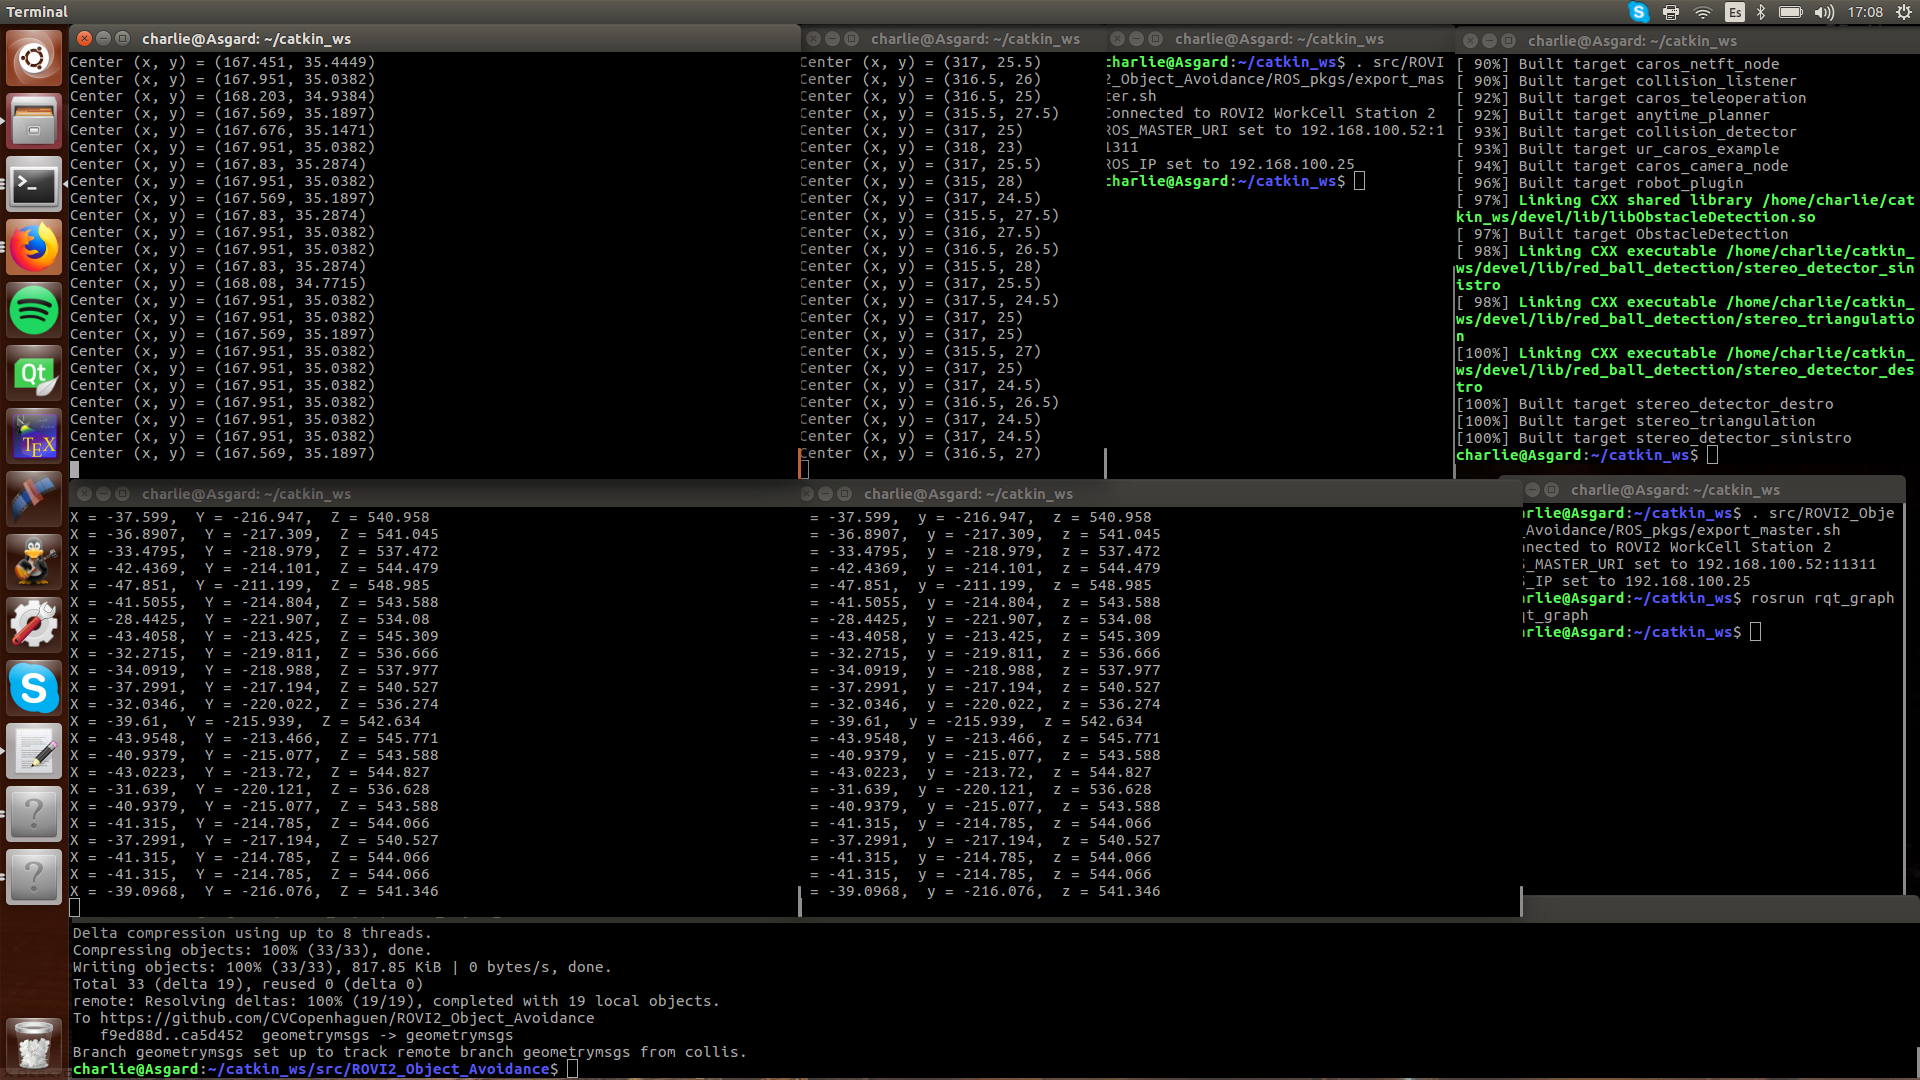 Terminal
Es
17:08
charlie@Asgard: ~/catkin_ws
Center (x, y) = (167.451, 35.4449)
Center (x, y) = (167.951, 35.0382)
Center (x, y) = (168.203, 34.9384)
Center (x, y) = (167.569, 35.1897)
Center (x, y) = (167.676, 35.1471)
Center (x, y) = (167.951, 35.0382)
Center (x, y) = (167.83, 35.2874)
Center (x, y) = (167.951, 35.0382)
Center (x, y) = (167.569, 35.1897)
Center (x, y) = (167.83, 35.2874)
Center (x, y) = (167.951, 35.0382)
Center (x, y) = (167.951, 35.0382)
Center (x, y) = (167.83, 35.2874)
Center (x, y) = (168.08, 34.7715)
Center (x, y) = (167.951, 35.0382)
Center (x, y) = (167.951, 35.0382)
Center (x, y) = (167.569, 35.1897)
Center (x, y) = (167.951, 35.0382)
Center (x, y) = (167.951, 35.0382)
Center (x, y) = (167.951, 35.0382)
Center (x, y) = (167.951, 35.0382)
Center (x, y) = (167.951, 35.0382)
Center (x, y) = (167.951, 35.0382)
Center (x, y) = (167.569, 35.1897)
charlie@Asgard: ~/catkin_ws
Center (x, y) = (317, 25.5)
Center (x, y) = (316.5, 26)
Center (x, y) = (316.5, 25)
Center (x, y) = (315.5, 27.5)
Center (x, y) = (317, 25)
Center (x, y) = (318, 23)
Center (x, y) = (317, 25.5)
Center (x, y) = (315, 28)
Center (x, y) = (317, 24.5)
Center (x, y) = (315.5, 27.5)
Center (x, y) = (316, 27.5)
Center (x, y) = (316.5, 26.5)
Center (x, y) = (315.5, 28)
Center (x, y) = (317, 25.5)
Center (x, y) = (317.5, 24.5)
Center (x, y) = (317, 25)
Center (x, y) = (317, 25)
Center (x, y) = (315.5, 27)
Center (x, y) = (317, 25)
Center (x, y) = (317, 24.5)
Center (x, y) = (316.5, 26.5)
Center (x, y) = (317, 24.5)
Center (x, y) = (317, 24.5)
Center (x, y) = (316.5, 27)
charlie@Asgard: ~/catkin_ws
charlie@Asgard:~/catkin_ws$ . src/ROVI
2_Object_Avoidance/ROS_pkgs/export_mas
ter.sh
Connected to ROVI2 WorkCell Station 2
ROS_MASTER_URI set to 192.168.100.52:1
1311
ROS_IP set to 192.168.100.25
charlie@Asgard:~/catkin_ws$
charlie@Asgard: ~/catkin_ws
[ 90%] Built target caros_netft_node
[ 90%] Built target collision_listener
[ 92%] Built target caros_teleoperation
[ 92%] Built target anytime_planner
[ 93%] Built target collision_detector
[ 93%] Built target ur_caros_example
[ 94%] Built target caros_camera_node
[ 96%] Built target robot_plugin
[ 97%] Linking CXX shared library /home/charlie/cat
kin_ws/devel/lib/libObstacleDetection.so
[ 97%] Built target ObstacleDetection
[ 98%] Linking CXX executable /home/charlie/catkin_
ws/devel/lib/red_ball_detection/stereo_detector_sin
istro
[ 98%] Linking CXX executable /home/charlie/catkin_
ws/devel/lib/red_ball_detection/stereo_triangulatio
n
[100%] Linking CXX executable /home/charlie/catkin_
ws/devel/lib/red_ball_detection/stereo_detector_des
tro
[100%] Built target stereo_detector_destro
[100%] Built target stereo_triangulation
[100%] Built target stereo_detector_sinistro
charlie@Asgard:~/catkin_ws$
charlie@Asgard: ~/catkin_ws
X = -37.599, Y = -216.947, Z = 540.958
X = -36.8907, Y = -217.309, Z = 541.045
X = -33.4795, Y = -218.979, Z = 537.472
X = -42.4369, Y = -214.101, Z = 544.479
X = -47.851, Y = -211.199, Z = 548.985
X = -41.5055, Y = -214.804, Z = 543.588
X = -28.4425, Y = -221.907, Z = 534.08
X = -43.4058, Y = -213.425, Z = 545.309
X = -32.2715, Y = -219.811, Z = 536.666
X = -34.0919, Y = -218.988, Z = 537.977
X = -37.2991, Y = -217.194, Z = 540.527
X = -32.0346, Y = -220.022, Z = 536.274
X = -39.61, Y = -215.939, Z = 542.634
X = -43.9548, Y = -213.466, Z = 545.771
X = -40.9379, Y = -215.077, Z = 543.588
X = -43.0223, Y = -213.72, Z = 544.827
X = -31.639, Y = -220.121, Z = 536.628
X = -40.9379, Y = -215.077, Z = 543.588
X = -41.315, Y = -214.785, Z = 544.066
X = -37.2991, Y = -217.194, Z = 540.527
X = -41.315, Y = -214.785, Z = 544.066
X = -41.315, Y = -214.785, Z = 544.066
X = -39.0968, Y = -216.076, Z = 541.346
charlie@Asgard: ~/catkin_ws
= -37.599, y = -216.947, z = 540.958
= -36.8907, y = -217.309, z = 541.045
= -33.4795, y = -218.979, z = 537.472
= -42.4369, y = -214.101, z = 544.479
= -47.851, y = -211.199, z = 548.985
= -41.5055, y = -214.804, z = 543.588
= -28.4425, y = -221.907, z = 534.08
= -43.4058, y = -213.425, z = 545.309
= -32.2715, y = -219.811, z = 536.666
= -34.0919, y = -218.988, z = 537.977
= -37.2991, y = -217.194, z = 540.527
= -32.0346, y = -220.022, z = 536.274
= -39.61, y = -215.939, z = 542.634
= -43.9548, y = -213.466, z = 545.771
= -40.9379, y = -215.077, z = 543.588
= -43.0223, y = -213.72, z = 544.827
= -31.639, y = -220.121, z = 536.628
= -40.9379, y = -215.077, z = 543.588
= -41.315, y = -214.785, z = 544.066
= -37.2991, y = -217.194, z = 540.527
= -41.315, y = -214.785, z = 544.066
= -41.315, y = -214.785, z = 544.066
= -39.0968, y = -216.076, z = 541.346
charlie@Asgard: ~/catkin_ws
rlie@Asgard:~/catkin_ws$ . src/ROVI2_Obje
_Avoidance/ROS_pkgs/export_master.sh
nnected to ROVI2 WorkCell Station 2
S_MASTER_URI set to 192.168.100.52:11311
S_IP set to 192.168.100.25
rlie@Asgard:~/catkin_ws$ rosrun rqt_graph
qt_graph
rlie@Asgard:~/catkin_ws$
Qt
TEX
Delta compression using up to 8 threads.
Compressing objects: 100% (33/33), done.
Writing objects: 100% (33/33), 817.85 KiB | 0 bytes/s, done.
Total 33 (delta 19), reused 0 (delta 0)
remote: Resolving deltas: 100% (19/19), completed with 19 local objects.
To https://github.com/CVCopenhaguen/ROVI2_Object_Avoidance
f9ed88d..ca5d452 geometrymsgs -> geometrymsgs
Branch geometrymsgs set up to track remote branch geometrymsgs from collis.
charlie@Asgard:~/catkin_ws/src/ROVI2_Object_Avoidance$